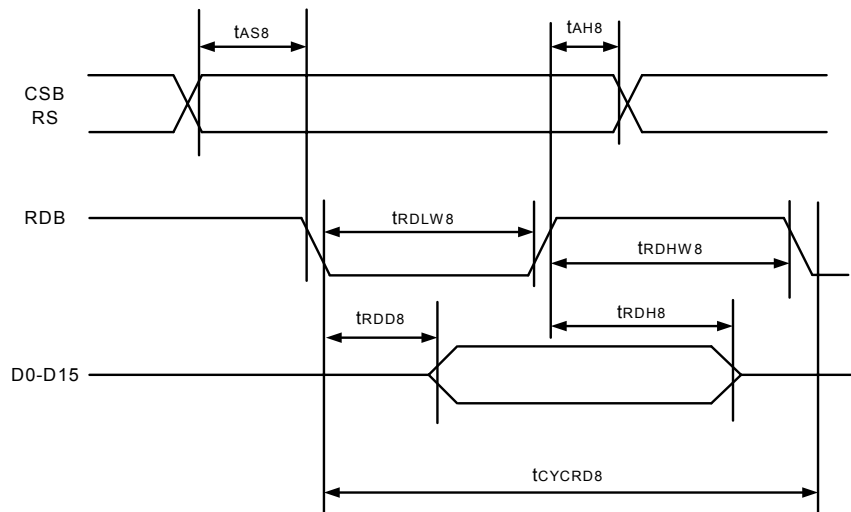 tAS8
tAH8
CSB
RS
RDB
tRDLW8
tRDHW8
tRDD8
tRDH8
D0-D15
tCYCRD8